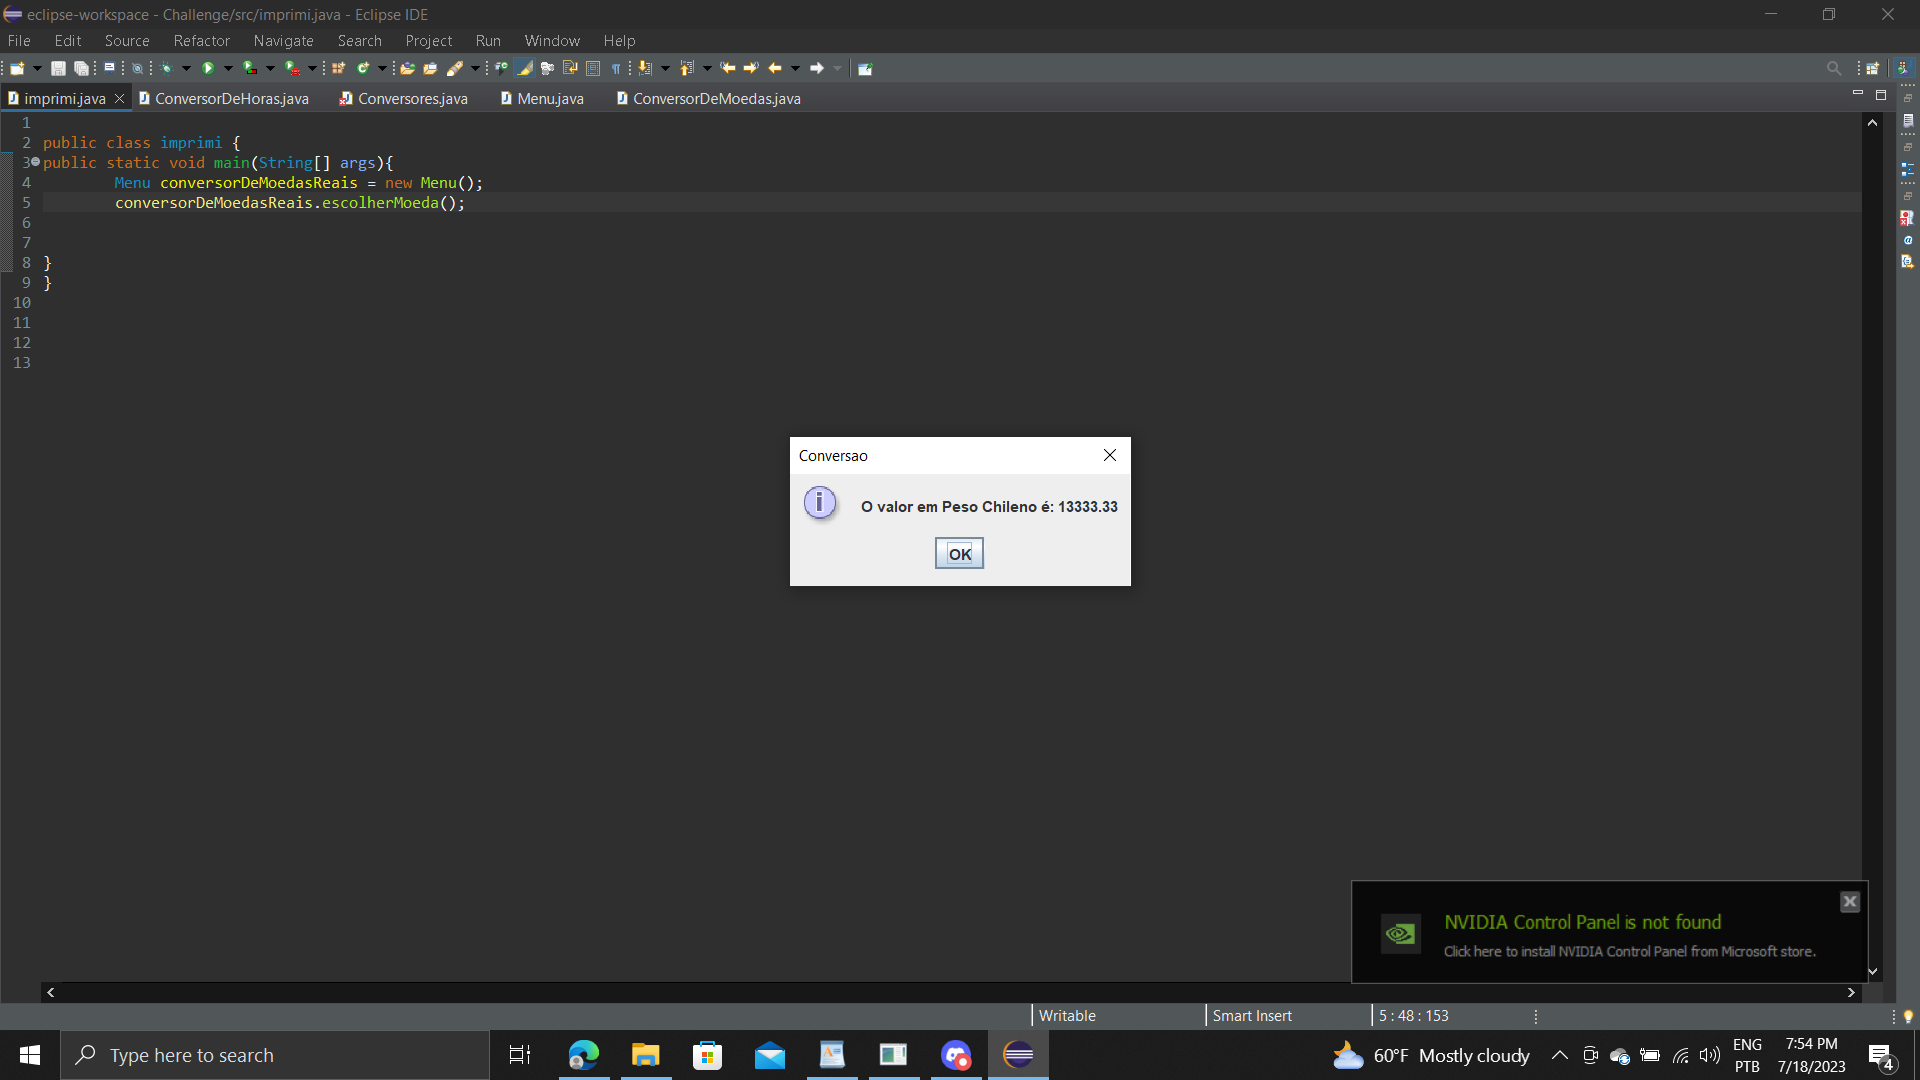 eclipse-workspace - Challenge/src/imprimi.java - Eclipse IDE
File Edit Source Refactor Navigate Search Project Run Window Help
imprimi.java ConversorDeHoras.java Conversores.java Menu.java ConversorDeMoedas.java
1
2 public class imprimi {
3 public static void main(String[] args){
4 Menu conversorDeMoedasReais = new Menu();
5 conversorDeMoedasReais.escolherMoeda();
6
7
8 }
9 }
10
11
12
13
Conversao
O valor em Peso Chileno é: 13333.33
OK
NVIDIA Control Panel is not found
Click here to install NVIDIA Control Panel from Microsoft store.
Writable Smart Insert 5 : 48 : 153
Type here to search
60°F Mostly cloudy
ENG
PTB
7:54 PM
7/18/2023
4